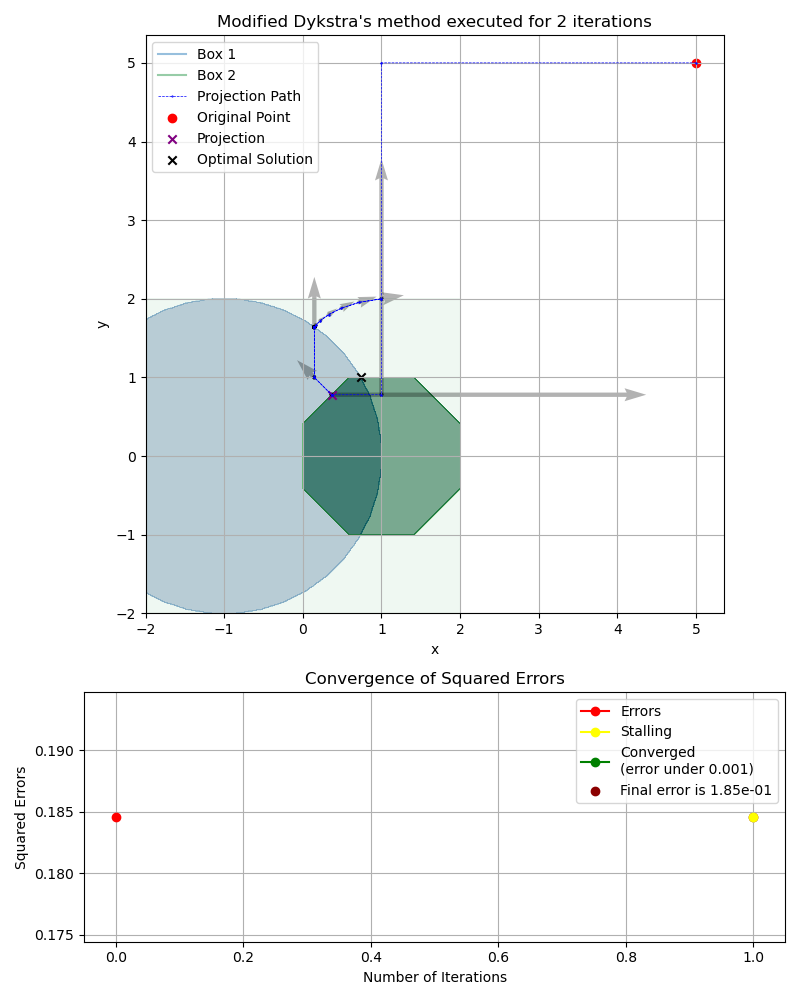 Modified Dykstra's method executed for 2 iterations
Box 1
Box 2
Projection Path
Original Point
Projection
Optimal Solution
y
5
4
3
2
1
0
−1
−2
−2
−1
0
1
2
3
4
5
x
Convergence of Squared Errors
Errors
Stalling
Converged
(error under 0.001)
Final error is 1.85e-01
Squared Errors
0.190
0.185
0.180
0.175
0.0
0.2
0.4
0.6
0.8
1.0
Number of Iterations